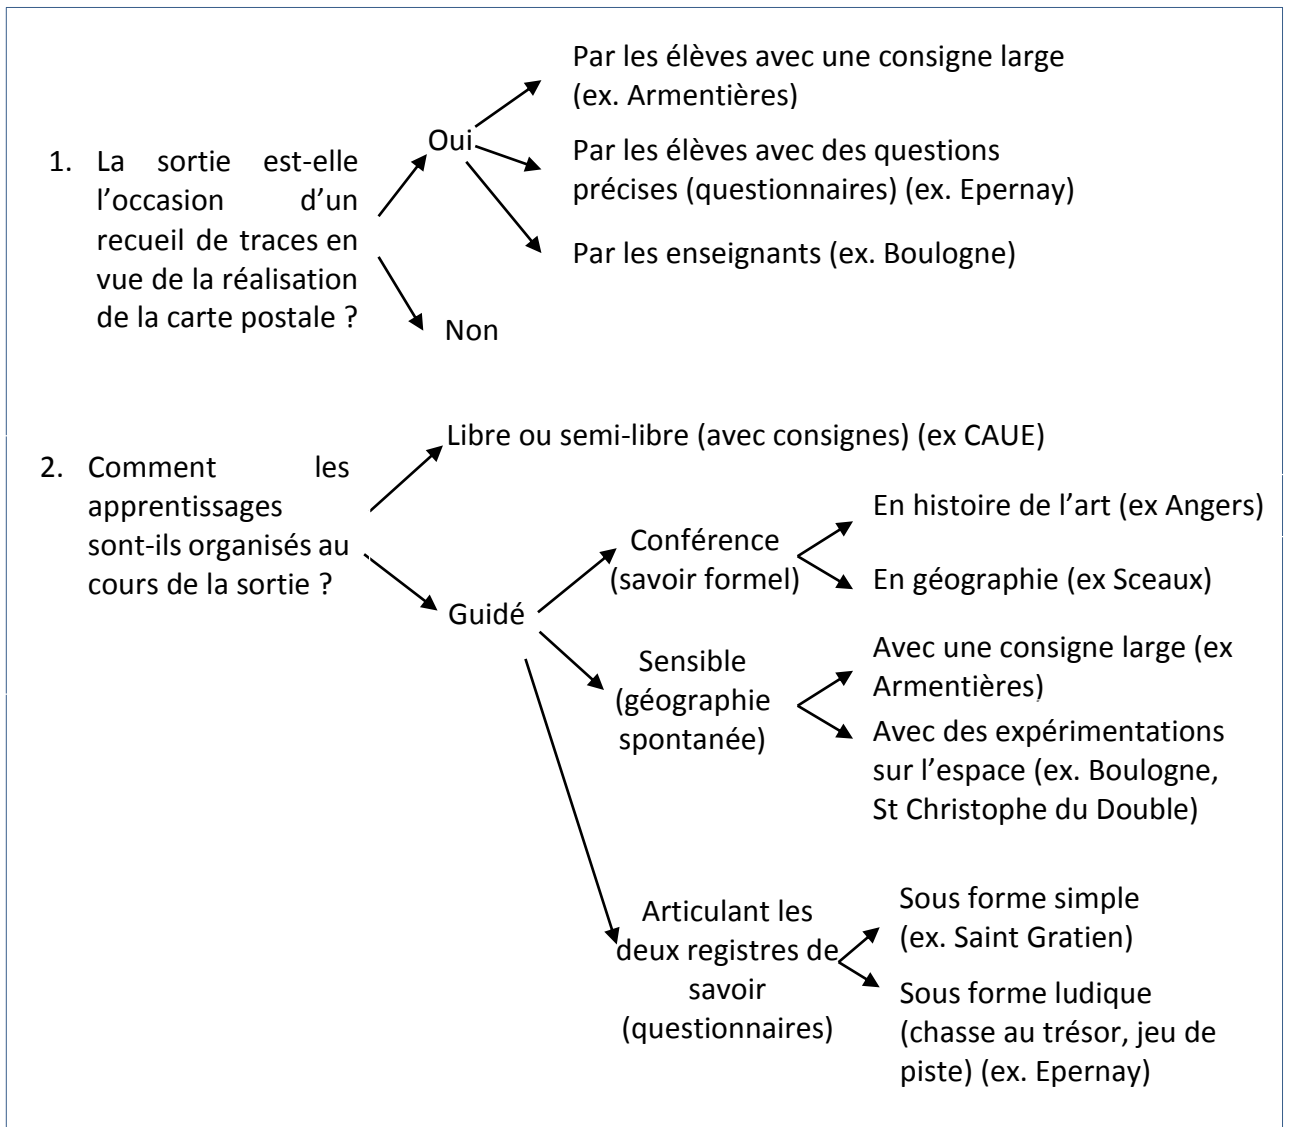 Par les élèves avec une consigne large
(ex. Armentières)
Oui
1. La sortie est-elle
l’occasion d’un
recueil de traces en
vue de la réalisation
de la carte postale ?
Par les élèves avec des questions
précises (questionnaires) (ex. Epernay)
Par les enseignants (ex. Boulogne)
Non
Libre ou semi-libre (avec consignes) (ex CAUE)
2. Comment les
apprentissages
sont-ils organisés au
cours de la sortie ?
Guidé
Conférence
(savoir formel)
En histoire de l’art (ex Angers)
En géographie (ex Sceaux)
Sensible
(géographie
spontanée)
Avec une consigne large (ex
Armentières)
Avec des expérimentations
sur l’espace (ex. Boulogne,
St Christophe du Double)
Articulant les
deux registres de
savoir
(questionnaires)
Sous forme simple
(ex. Saint Gratien)
Sous forme ludique
(chasse au trésor, jeu de
piste) (ex. Epernay)